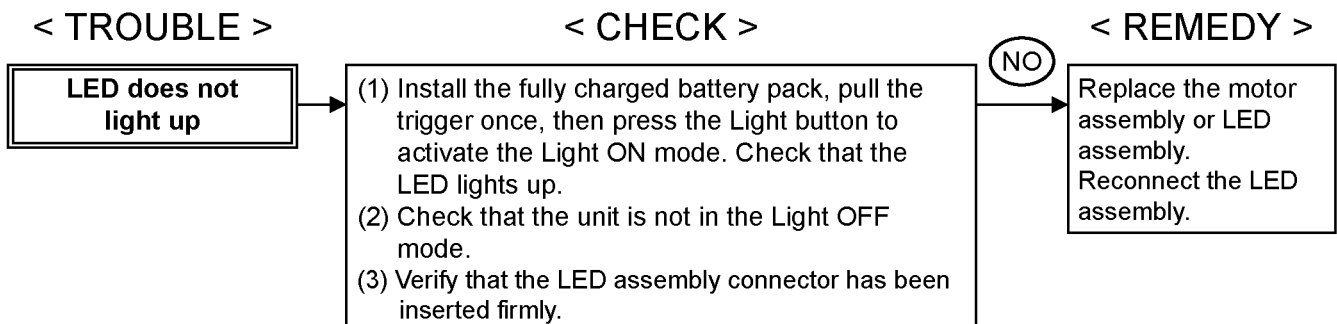 < TROUBLE >
< CHECK >
< REMEDY >
LED does not
light up
(1) Install the fully charged battery pack, pull the
trigger once, then press the Light button to
activate the Light ON mode. Check that the
LED lights up.
(2) Check that the unit is not in the Light OFF
mode.
(3) Verify that the LED assembly connector has been
inserted firmly.
NO
Replace the motor
assembly or LED
assembly.
Reconnect the LED
assembly.